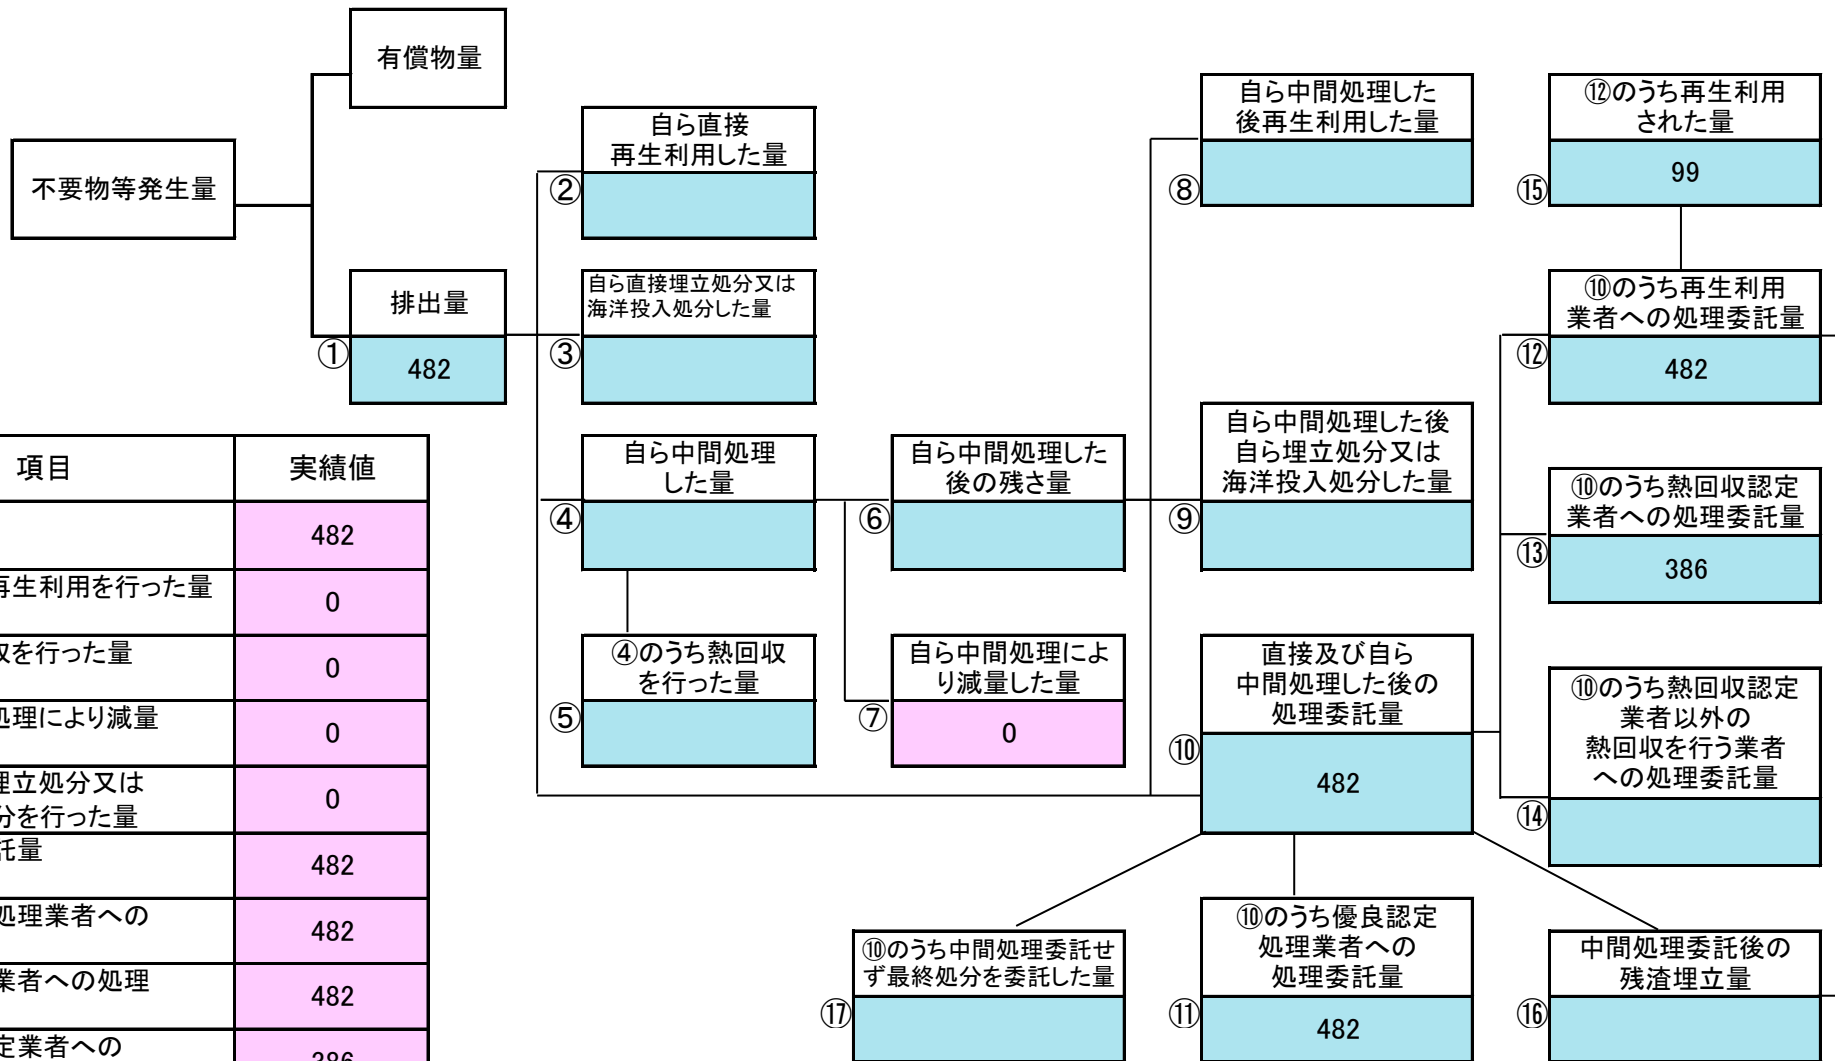 有償物量
不要物等発生量
排出量
①
482
自ら直接
再生利用した量
②
自ら直接埋立処分又は
海洋投入処分した量
③
自ら中間処理
した量
④
④のうち熱回収
を行った量
⑤
自ら中間処理した
後の残さ量
⑥
自ら中間処理によ
り減量した量
⑦
0
自ら中間処理した
後再生利用した量
⑧
自ら中間処理した後
自ら埋立処分又は
海洋投入処分した量
⑨
直接及び自ら
中間処理した後の
処理委託量
⑩
482
⑫のうち再生利用
された量
⑮
99
⑩のうち再生利用
業者への処理委託量
⑫
482
⑩のうち熱回収認定
業者への処理委託量
⑬
386
⑩のうち熱回収認定
業者以外の
熱回収を行う業者
への処理委託量
⑭
⑩のうち中間処理委託せ
ず最終処分を委託した量
⑰
⑩のうち優良認定
処理業者への
処理委託量
⑪
482
中間処理委託後の
残渣埋立量
⑯
項目 実績値
482
再生利用を行った量
0
を行った量
0
処理により減量
0
埋立処分又は
分を行った量
0
託量
482
処理業者への
482
業者への処理
482
定業者への
386